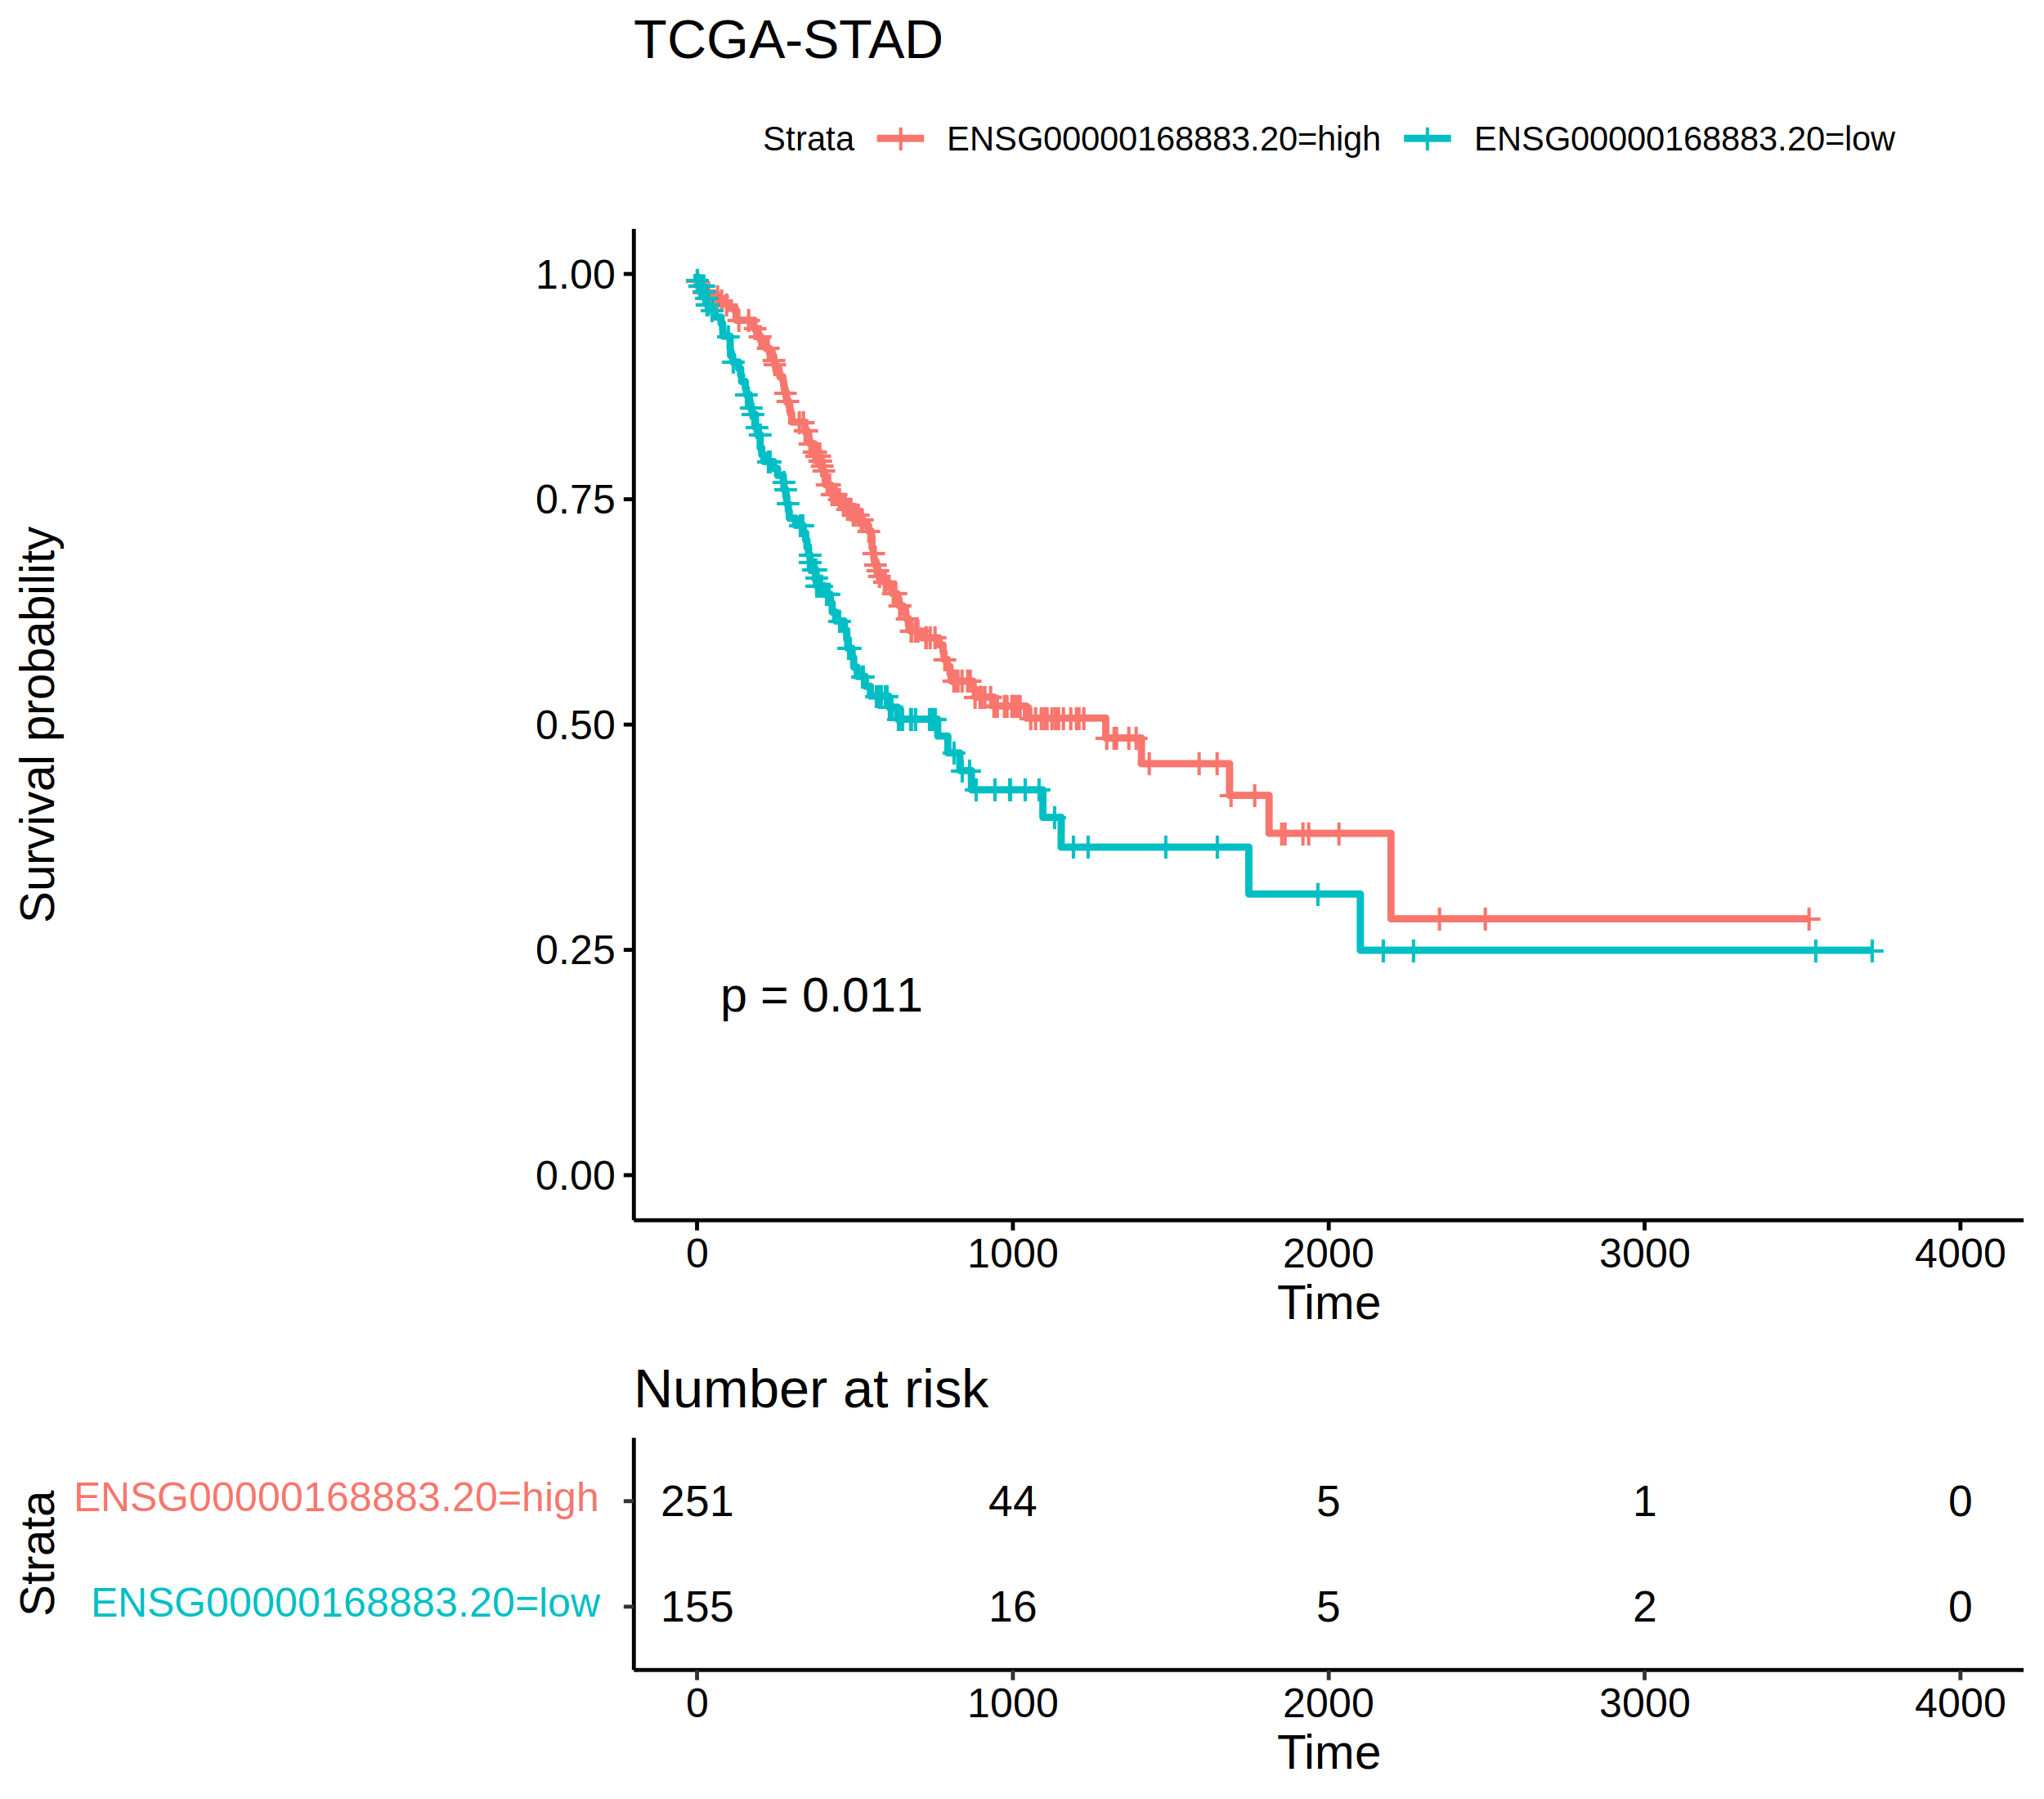 TCGA-STAD
Strata ENSG00000168883.20=high ENSG00000168883.20=low
Survival probability
1.00
0.75
0.50
0.25
0.00
p = 0.011
0 1000 2000 3000 4000
Time
Number at risk
Strata
ENSG00000168883.20=high 251 44 5 1 0
ENSG00000168883.20=low 155 16 5 2 0
0 1000 2000 3000 4000
Time